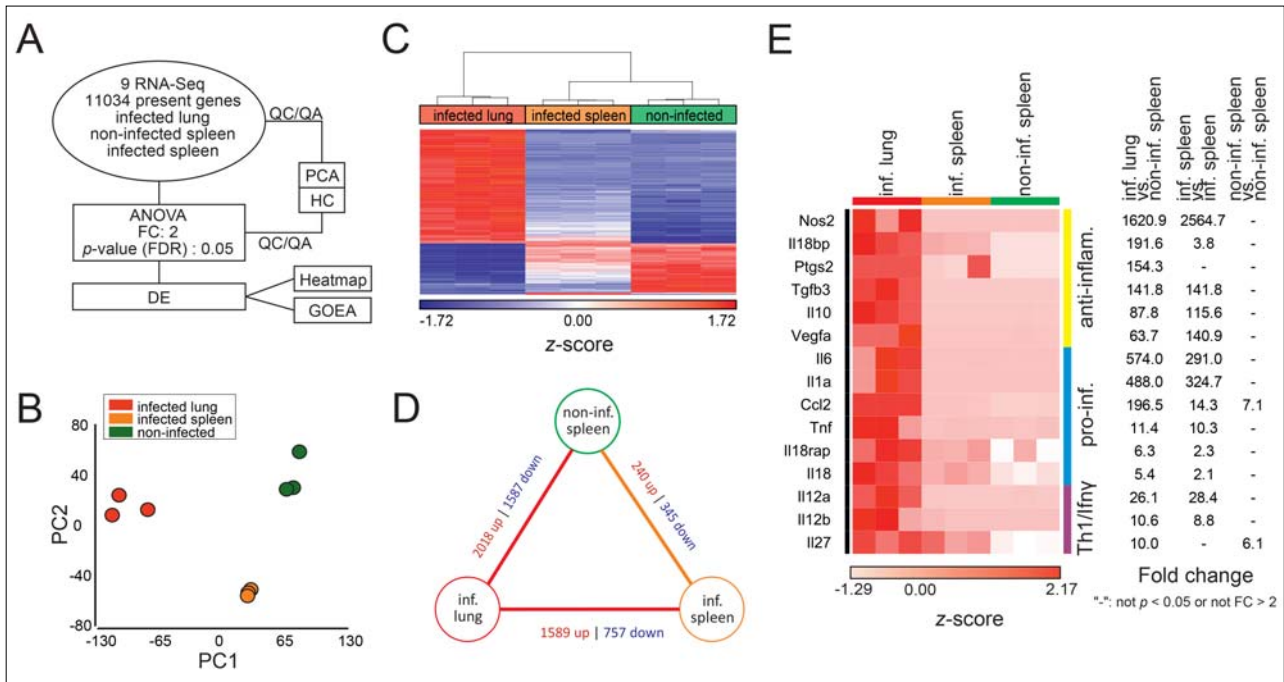 A
9 RNA-Seq
11034 present genes
infected lung
non-infected spleen
infected spleen
QC/QA
PCA
HC
ANOVA
FC: 2
p-value (FDR) : 0.05
QC/QA
DE
Heatmap
GOEA
B
infected lung
infected spleen
non-infected
80
40
0
-40
-80
PC2
-130 -65 0 65 130
PC1
C
infected lung infected spleen non-infected
-1.72 0.00 1.72
z-score
D
non-inf.
spleen
2018 up | 1587 down
240 up | 345 down
inf.
lung
inf.
spleen
1589 up | 757 down
E
inf. lung
inf. spleen
non-inf. spleen
inf. lung
vs.
non-inf. spleen
inf. spleen
vs.
inf. spleen
non-inf. spleen
vs.
non-inf. spleen
Nos2 1620.9 2564.7 -
Il18bp 191.6 3.8 -
Ptgs2 154.3 - -
Tgfb3 141.8 141.8 -
Il10 87.8 115.6 -
Vegfa 63.7 140.9 -
Il6 574.0 291.0 -
Il1a 488.0 324.7 -
Ccl2 196.5 14.3 7.1
Tnf 11.4 10.3 -
Il18rap 6.3 2.3 -
Il18 5.4 2.1 -
Il12a 26.1 28.4 -
Il12b 10.6 8.8 -
Il27 10.0 - 6.1
anti-inflam.
pro-inf.
Th1/Ifnγ
-1.29 0.00 2.17
z-score
Fold change
"-": not p < 0.05 or not FC > 2